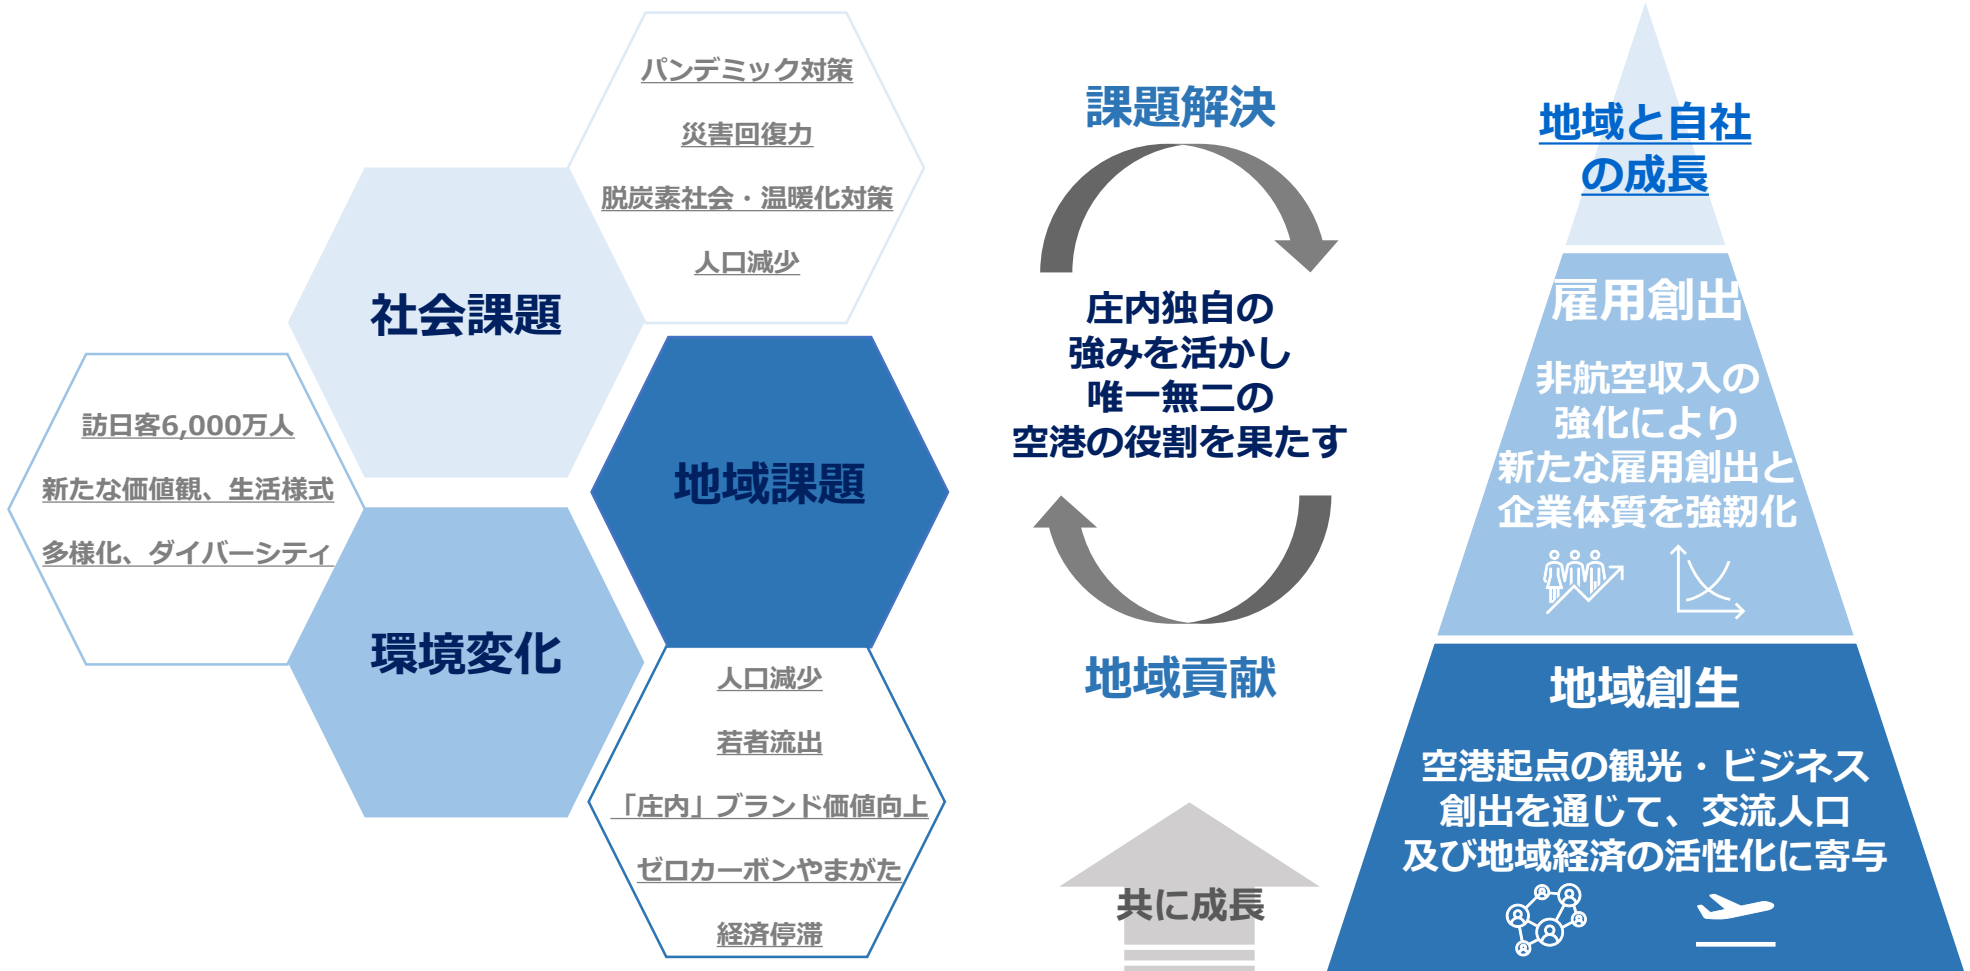 パンデミック対策
災害回復力
脱炭素社会・温暖化対策
人口減少
社会課題
訪日客6,000万人
新たな価値観、生活様式
多様化、ダイバーシティ
地域課題
環境変化
人口減少
若者流出
「庄内」ブランド価値向上
ゼロカーボンやまがた
経済停滞
課題解決
庄内独自の
強みを活かし
唯一無二の
空港の役割を果たす
地域貢献
共に成長
地域と自社
の成長
雇用創出
非航空収入の
強化により
新たな雇用創出と
企業体質を強靭化
地域創生
空港起点の観光・ビジネス
創出を通じて、交流人口
及び地域経済の活性化に寄与